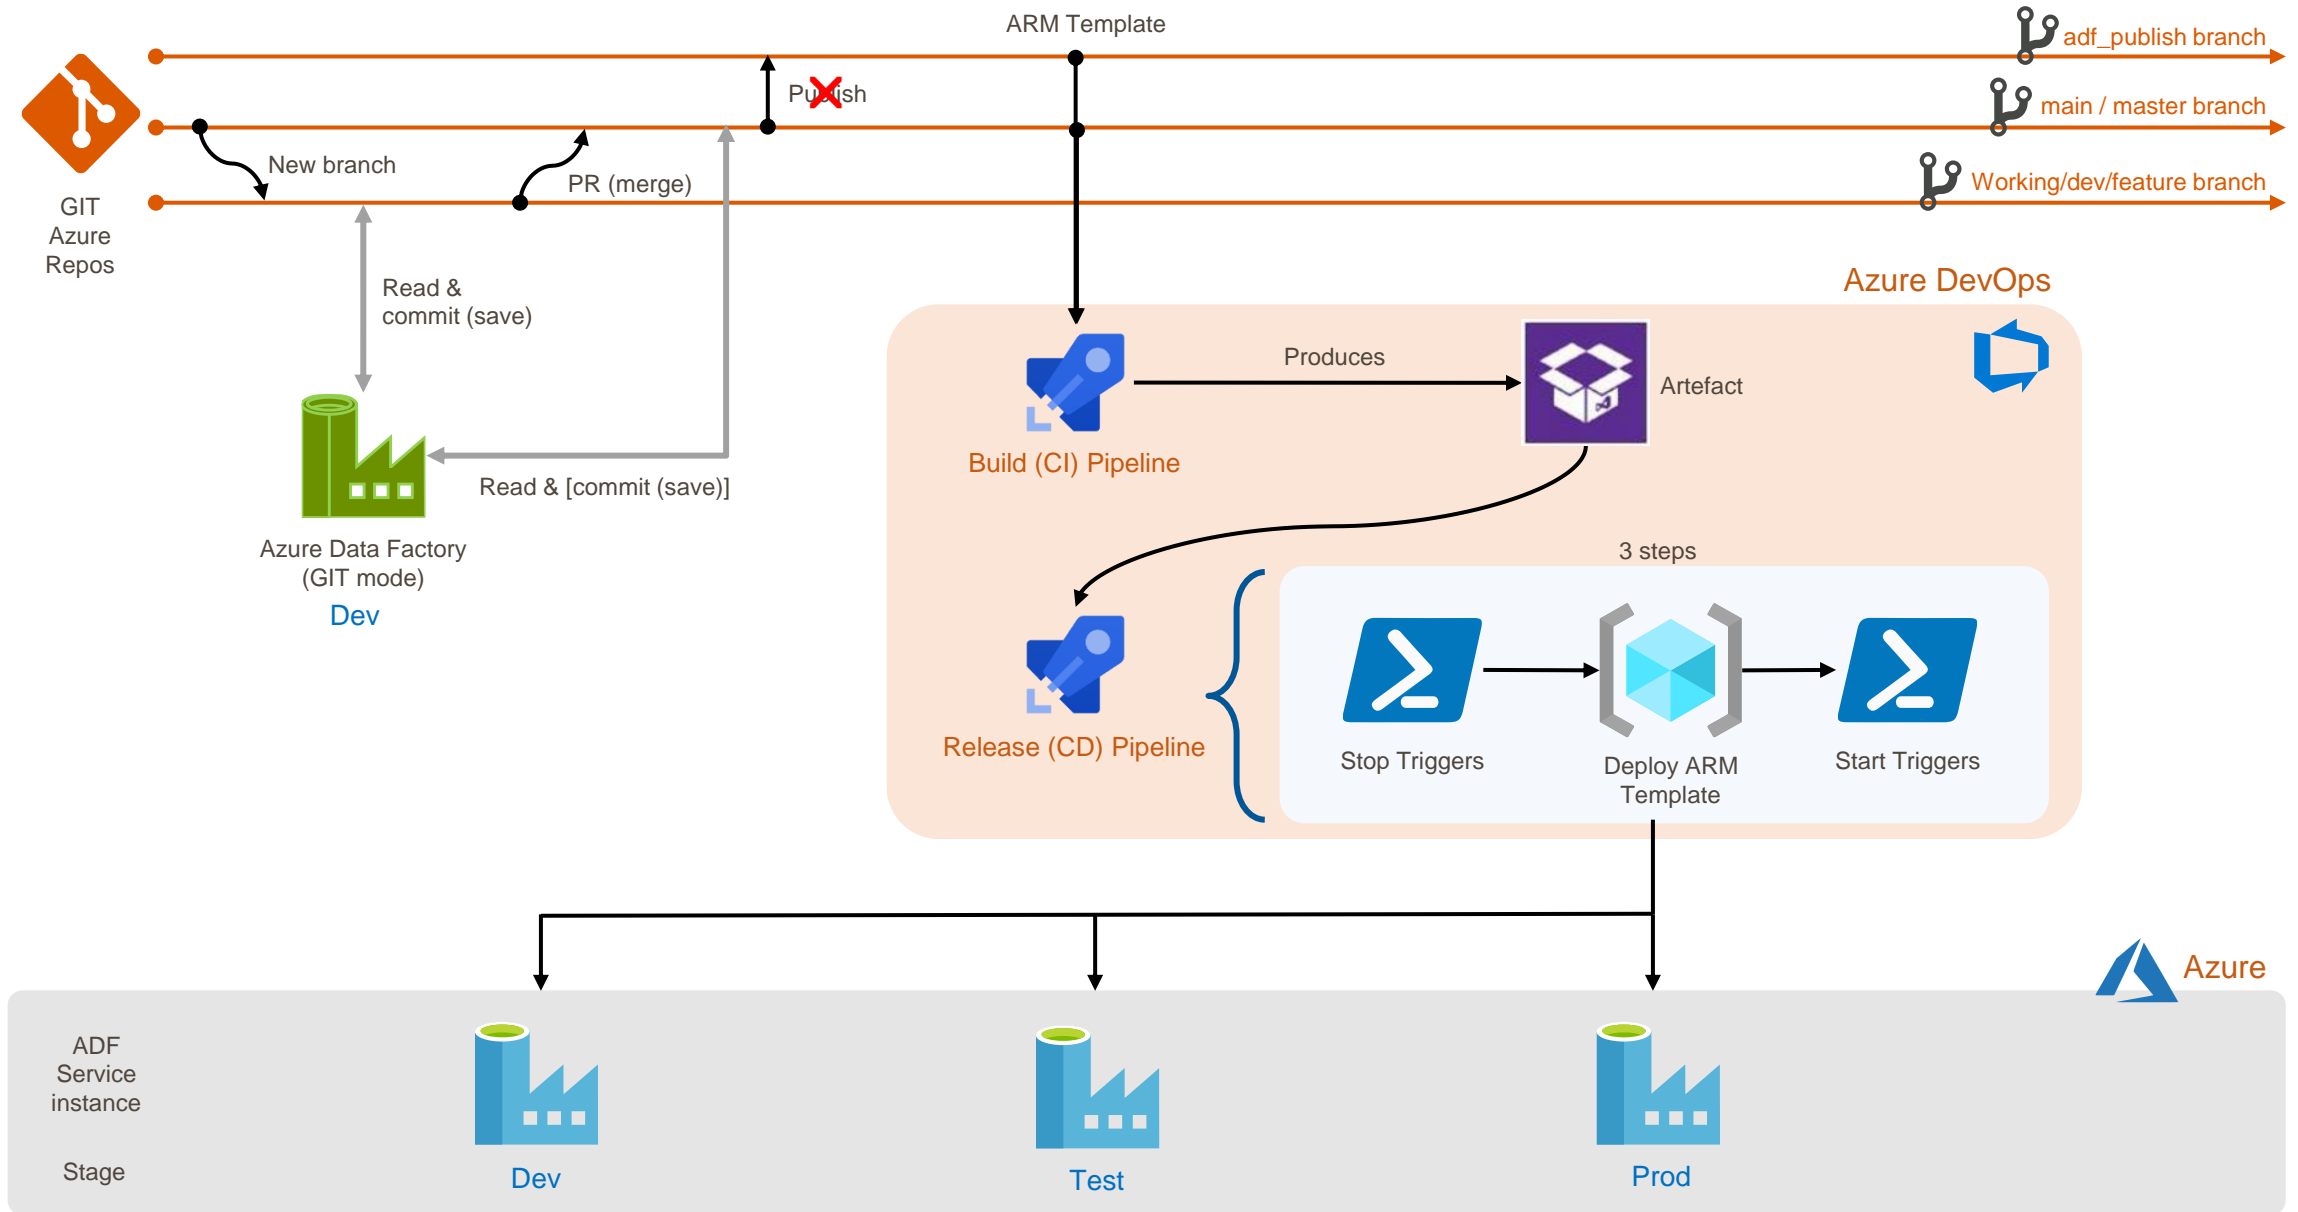 ARM Template
adf_publish branch
Publish
main / master branch
New branch
PR (merge)
Working/dev/feature branch
GIT
Azure
Repos
Read &
commit (save)
Azure DevOps
Produces
Artefact
Build (CI) Pipeline
Read & [commit (save)]
Azure Data Factory
(GIT mode)
Dev
3 steps
Release (CD) Pipeline
Stop Triggers
Deploy ARM
Template
Start Triggers
Azure
ADF
Service
instance
Stage
Dev
Test
Prod